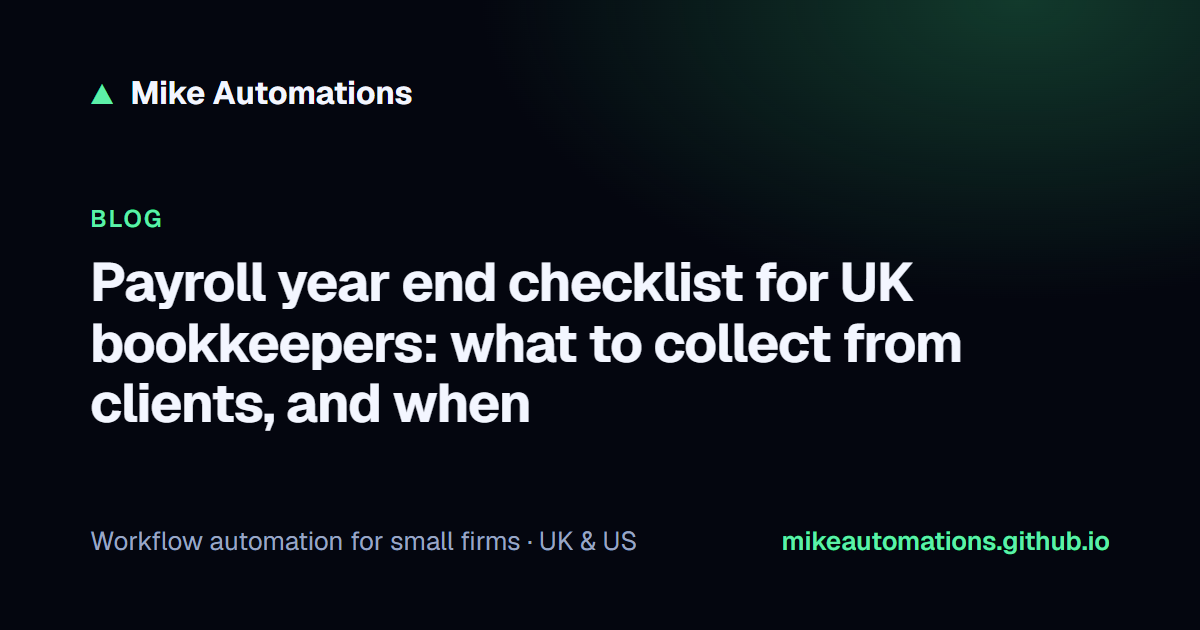 Mike Automations
BLOG
Payroll year end checklist for UK
bookkeepers: what to collect from
clients, and when
Workflow automation for small firms · UK & US
mikeautomations.github.io